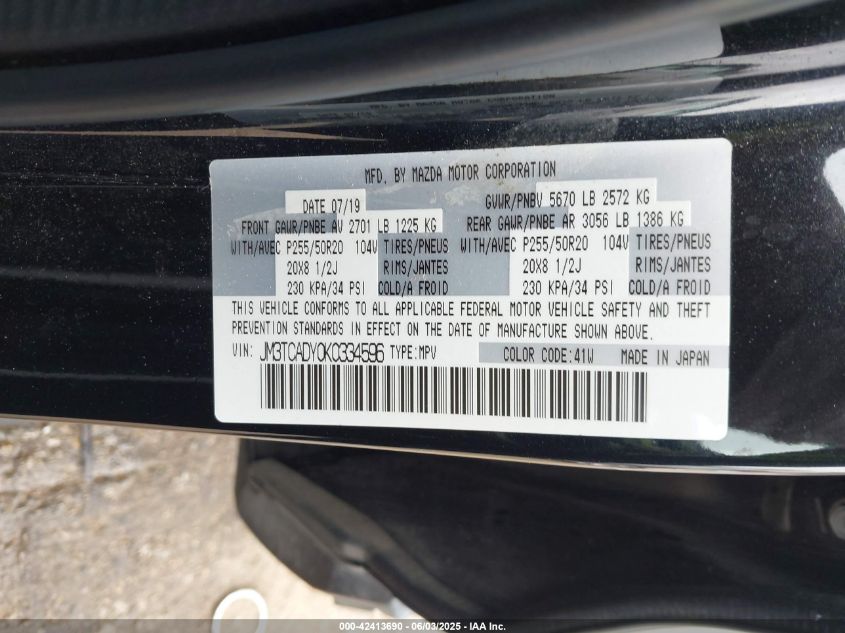 MFD. BY MAZDA MOTOR CORPORATION
DATE 07/19 GVWR/PNBV 5670 LB 2572 KG
FRONT GAWR/PNBE AV 2701 LB 1225 KG REAR GAWR/PNBE AR 3056 LB 1386 KG
WITH/AVEC P255/50R20 104V TIRES/PNEUS WITH/AVEC P255/50R20 104V TIRES/PNEUS
20X8 1/2J RIMS/JANTES 20X8 1/2J RIMS/JANTES
230 KPA/34 PSI COLD/A FROID 230 KPA/34 PSI COLD/A FROID
THIS VEHICLE CONFORMS TO ALL APPLICABLE FEDERAL MOTOR VEHICLE SAFETY AND THEFT
PREVENTION STANDARDS IN EFFECT ON THE DATE OF MANUFACTURE SHOWN ABOVE.
VIN: JM3TCADY0K0334596 TYPE:MPV COLOR CODE:41W MADE IN JAPAN
000-42413690 - 06/03/2025 - IAA Inc.